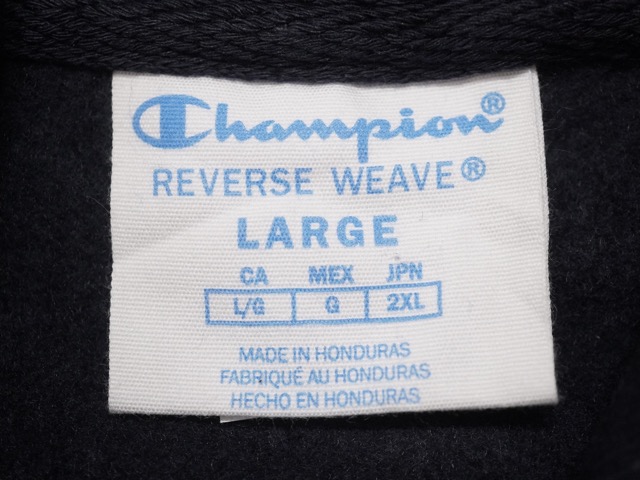 Champion®
REVERSE WEAVE®
LARGE
CA MEX JPN
L/G G 2XL
MADE IN HONDURAS
FABRIQUÉ AU HONDURAS
HECHO EN HONDURAS